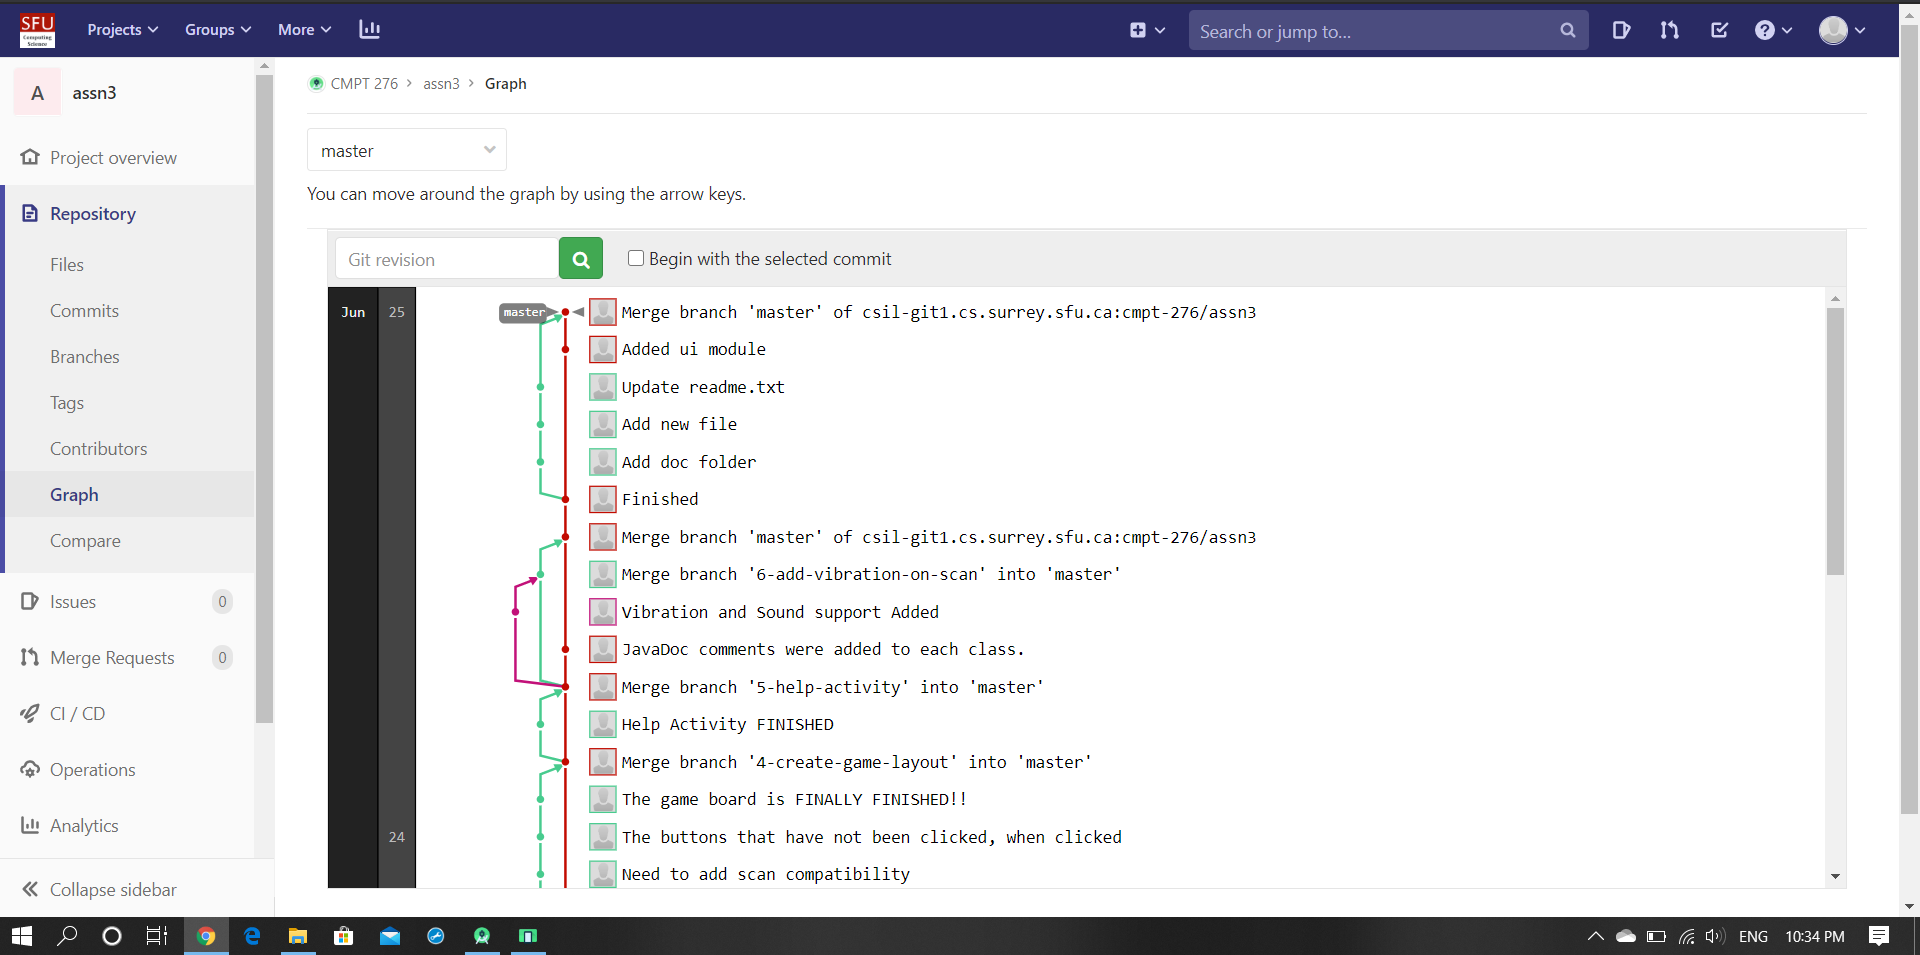 SFU
Computing
Science
Projects
Groups
More
Search or jump to...
A
assn3
Project overview
Repository
Files
Commits
Branches
Tags
Contributors
Graph
Compare
Issues
0
Merge Requests
0
CI / CD
Operations
Analytics
Collapse sidebar
CMPT 276 > assn3 > Graph
master
You can move around the graph by using the arrow keys.
Git revision
Begin with the selected commit
Jun 25
master
Merge branch 'master' of csil-git1.cs.surrey.sfu.ca:cmpt-276/assn3
Added ui module
Update readme.txt
Add new file
Add doc folder
Finished
Merge branch 'master' of csil-git1.cs.surrey.sfu.ca:cmpt-276/assn3
Merge branch '6-add-vibration-on-scan' into 'master'
Vibration and Sound support Added
JavaDoc comments were added to each class.
Merge branch '5-help-activity' into 'master'
Help Activity FINISHED
Merge branch '4-create-game-layout' into 'master'
The game board is FINALLY FINISHED!!
24
The buttons that have not been clicked, when clicked
Need to add scan compatibility
ENG
10:34 PM